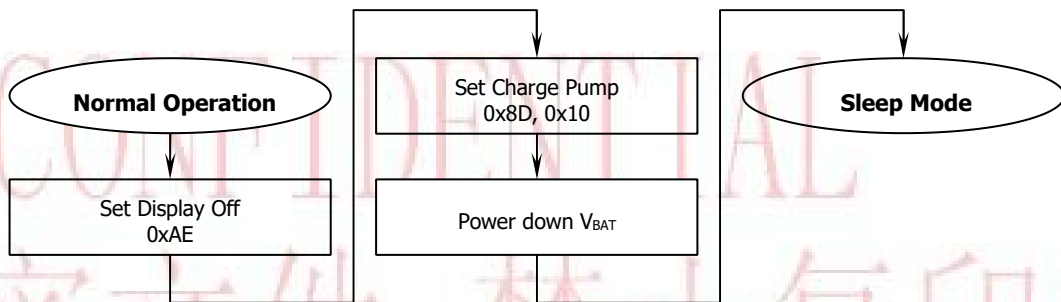 CONFIDENTIAL
Normal Operation
Set Display Off
0xAE
Set Charge Pump
0x8D, 0x10
Power down VBAT
Sleep Mode